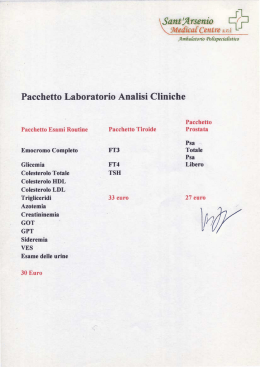 Sant'Arsenio
Medical Centre s.r.l
Ambulatorio Polispecialistico
Pacchetto Laboratorio Analisi Cliniche
Pacchetto Esami Routine
Pacchetto Tiroide
Pacchetto
Prostata
Emocromo Completo
FT3
Psa
Totale
Psa
Glicemia
FT4
Libero
Colesterolo Totale
TSH
Colesterolo HDL
Colesterolo LDL
Trigliceridi
33 euro
27 euro
Azotemia
Creatininemia
GOT
GPT
Sideremia
VES
Esame delle urine
30 Euro